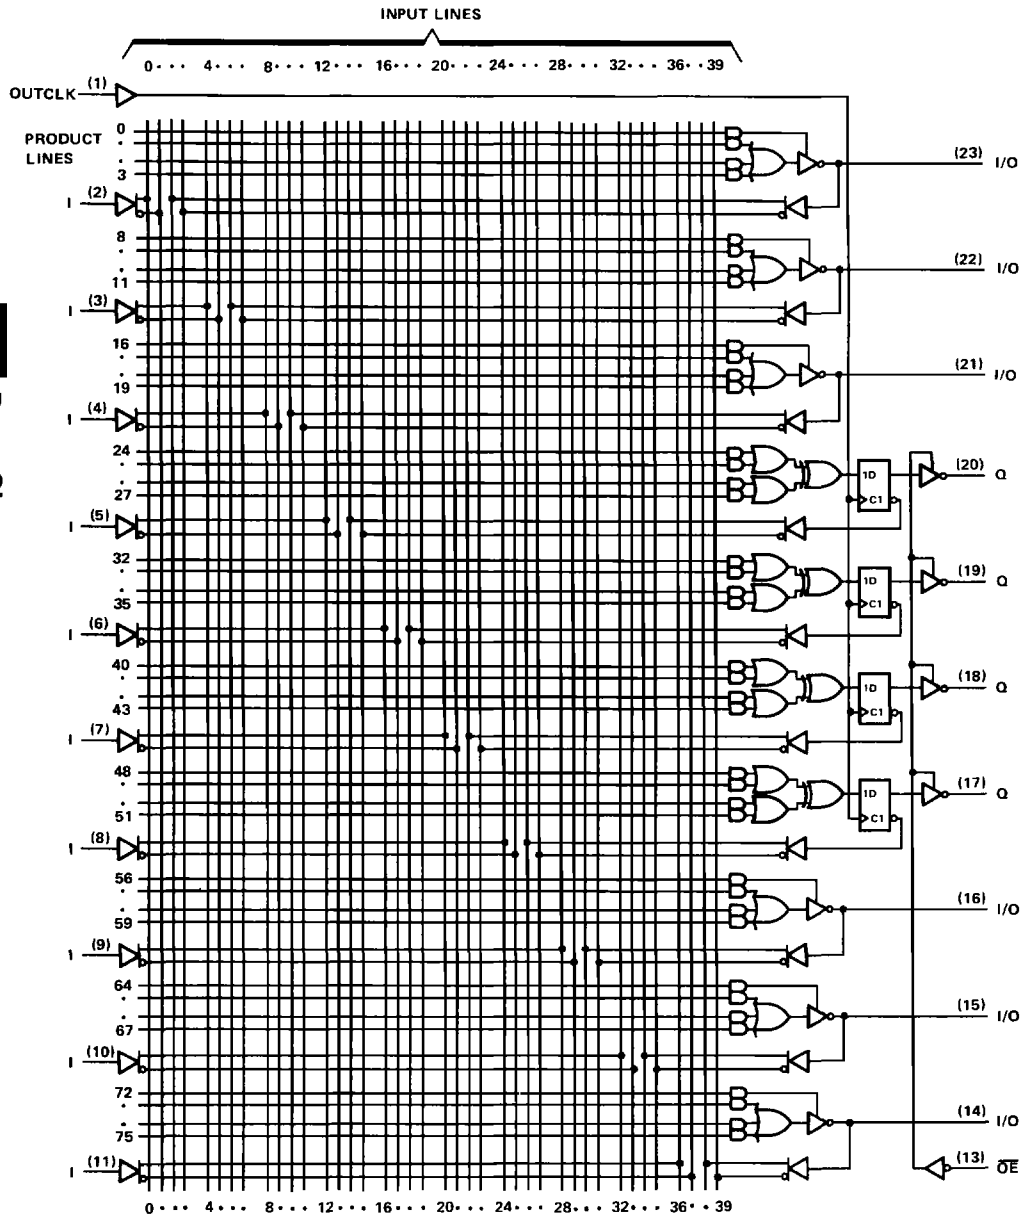 INPUT LINES
0 · · · 4 · · · 8 · · · 12 · · · 16 · · · 20 · · · 24 · · · 28 · · · 32 · · · 36 · · 39
OUTCLK (1)
PRODUCT LINES
0
·
·
3
(23) I/O
I (2)
8
·
·
11
(22) I/O
I (3)
16
·
·
19
(21) I/O
I (4)
24
·
·
27
1D
C1
(20) Q
I (5)
32
·
·
35
1D
C1
(19) Q
I (6)
40
·
·
43
1D
C1
(18) Q
I (7)
48
·
·
51
1D
C1
(17) Q
I (8)
56
·
·
59
(16) I/O
I (9)
64
·
·
67
(15) I/O
I (10)
72
·
·
75
(14) I/O
(13) O̅E̅
I (11)
0 · · · 4 · · · 8 · · · 12 · · · 16 · · · 20 · · · 24 · · · 28 · · · 32 · · · 36 · · 39